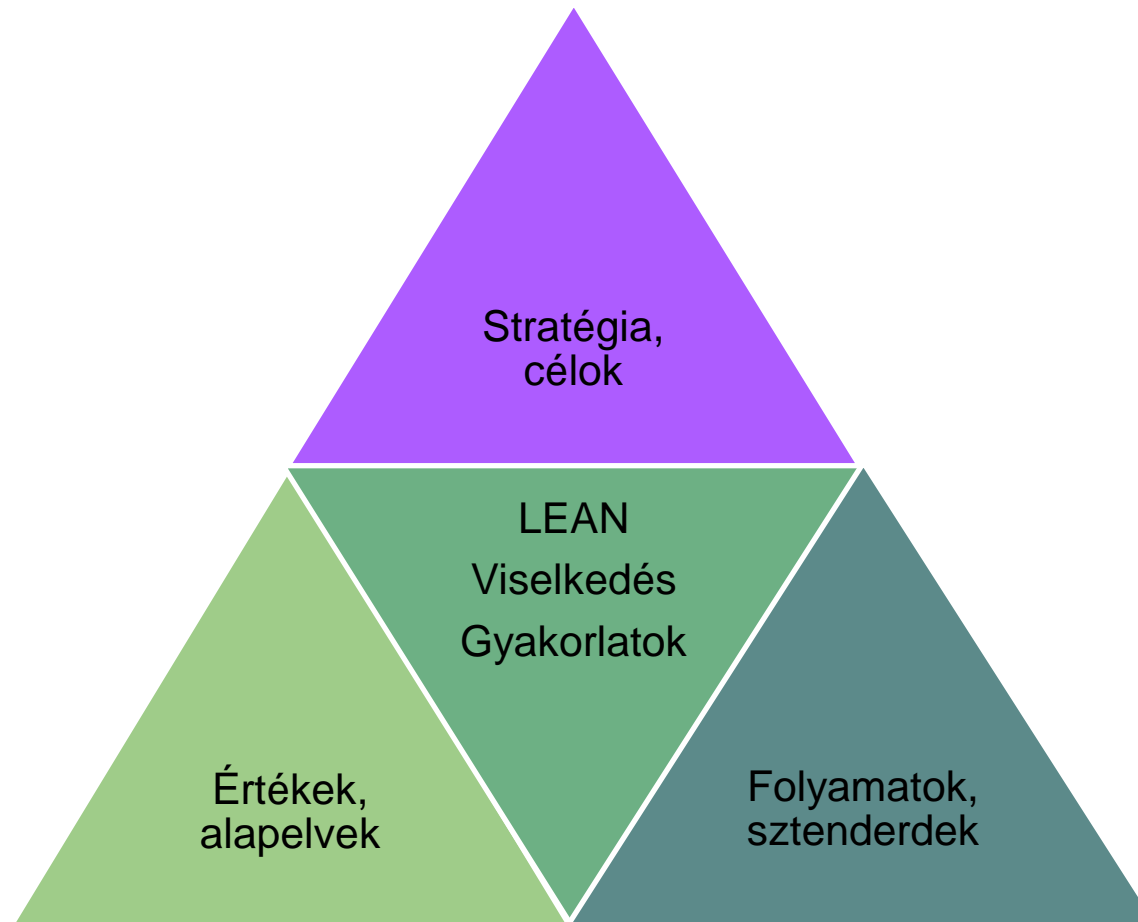 Stratégia,
célok
LEAN
Viselkedés
Gyakorlatok
Értékek,
alapelvek
Folyamatok,
sztenderdek